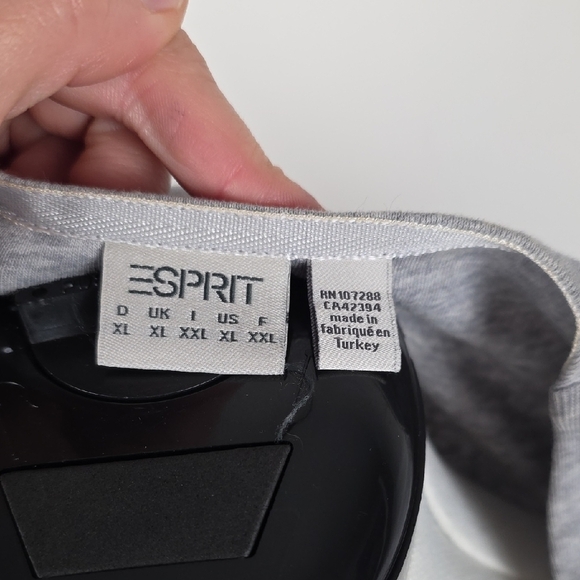 ESPRIT
D UK I US F
XL XL XXL XL XXL
RN107288
CA42394
made in
fabriqué en
Turkey